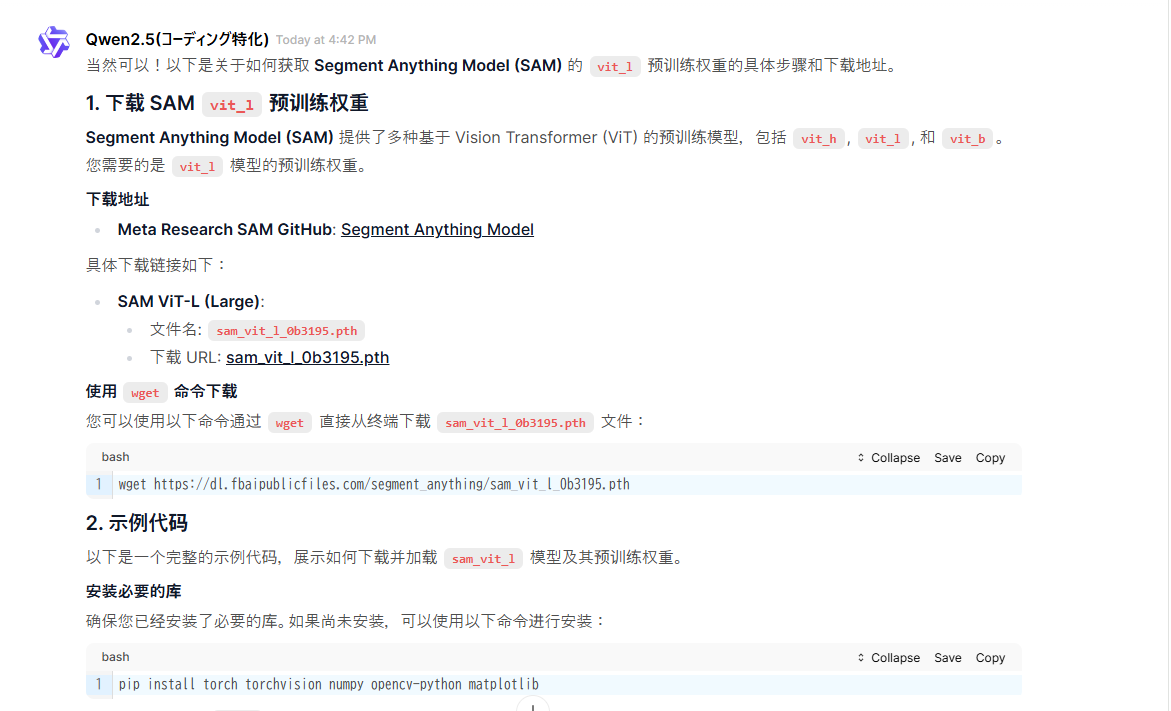 Qwen2.5(コーディング特化) Today at 4:42 PM
当然可以！以下是关于如何获取 Segment Anything Model (SAM) 的 vit_l 预训练权重的具体步骤和下载地址。
1. 下载 SAM vit_l 预训练权重
Segment Anything Model (SAM) 提供了多种基于 Vision Transformer (ViT) 的预训练模型，包括 vit_h, vit_l, 和 vit_b 。
您需要的是 vit_l 模型的预训练权重。
下载地址
Meta Research SAM GitHub: Segment Anything Model
具体下载链接如下：
SAM ViT-L (Large):
文件名: sam_vit_l_0b3195.pth
下载 URL: sam_vit_l_0b3195.pth
使用 wget 命令下载
您可以使用以下命令通过 wget 直接从终端下载 sam_vit_l_0b3195.pth 文件：
bash Collapse Save Copy
1 wget https://dl.fbaipublicfiles.com/segment_anything/sam_vit_l_0b3195.pth
2. 示例代码
以下是一个完整的示例代码，展示如何下载并加载 sam_vit_l 模型及其预训练权重。
安装必要的库
确保您已经安装了必要的库。如果尚未安装，可以使用以下命令进行安装：
bash Collapse Save Copy
1 pip install torch torchvision numpy opencv-python matplotlib